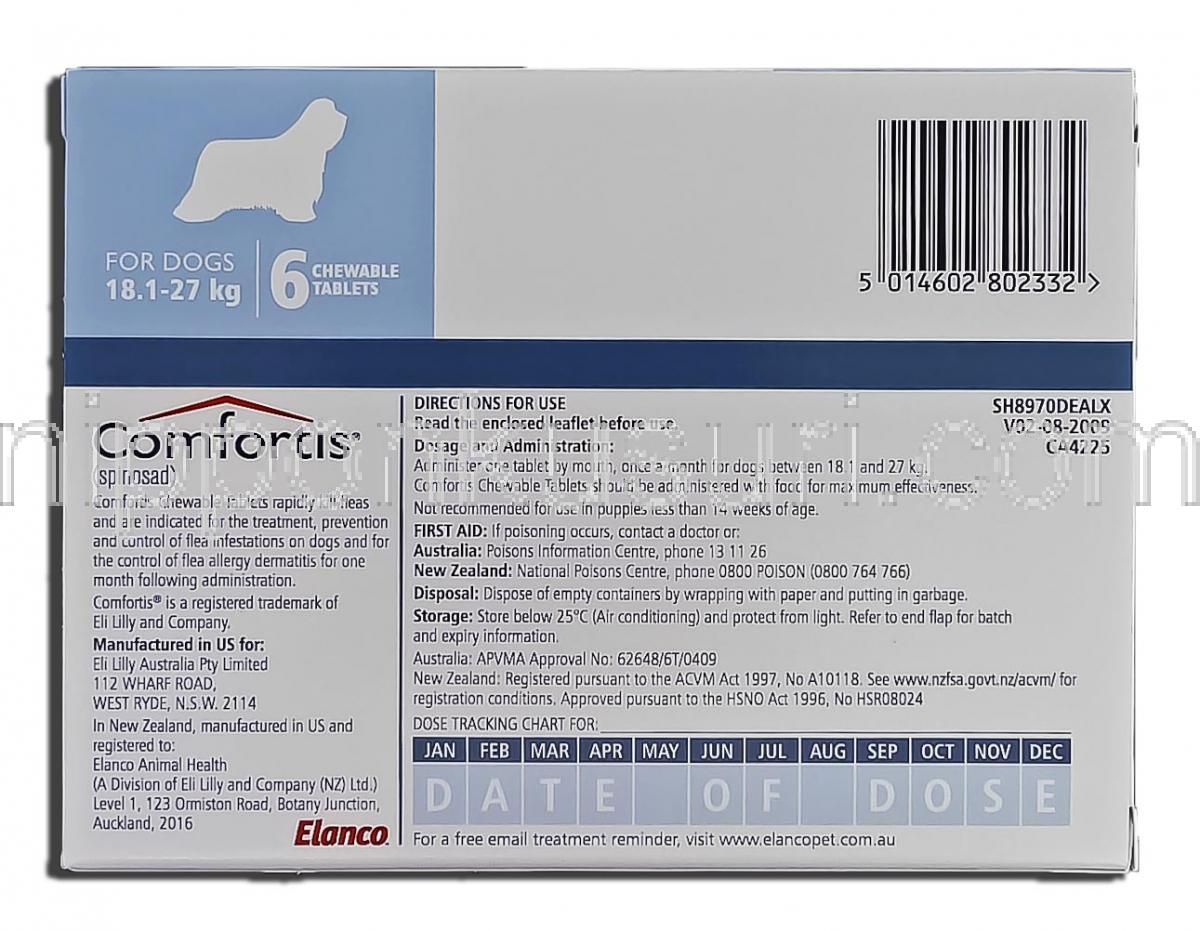 FOR DOGS
18.1-27 kg
6 CHEWABLE
TABLETS
5 014602 802332 >
Comfortis®
(spinosad)
Comfortis Chewable Tablets rapidly kill fleas
and are indicated for the treatment, prevention
and control of flea infestations on dogs and for
the control of flea allergy dermatitis for one
month following administration.
Comfortis® is a registered trademark of
Eli Lilly and Company.
Manufactured in US for:
Eli Lilly Australia Pty Limited
112 WHARF ROAD,
WEST RYDE, N.S.W. 2114
In New Zealand, manufactured in US and
registered to:
Elanco Animal Health
(A Division of Eli Lilly and Company (NZ) Ltd.)
Level 1, 123 Ormiston Road, Botany Junction,
Auckland, 2016
Elanco
DIRECTIONS FOR USE
Read the enclosed leaflet before use.
Dosage and Administration:
Administer one tablet by mouth, once a month for dogs between 18.1 and 27 kg.
Comfortis Chewable Tablets should be administered with food for maximum effectiveness.
Not recommended for use in puppies less than 14 weeks of age.
FIRST AID: If poisoning occurs, contact a doctor or:
Australia: Poisons Information Centre, phone 13 11 26
New Zealand: National Poisons Centre, phone 0800 POISON (0800 764 766)
Disposal: Dispose of empty containers by wrapping with paper and putting in garbage.
Storage: Store below 25°C (Air conditioning) and protect from light. Refer to end flap for batch
and expiry information.
Australia: APVMA Approval No: 62648/6T/0409
New Zealand: Registered pursuant to the ACVM Act 1997, No A10118. See www.nzfsa.govt.nz/acvm/ for
registration conditions. Approved pursuant to the HSNO Act 1996, No HSR08024
DOSE TRACKING CHART FOR:
JAN FEB MAR APR MAY JUN JUL AUG SEP OCT NOV DEC
DATE OF DOSE
For a free email treatment reminder, visit www.elancopet.com.au
SH8970DEALX
V02-08-2009
CA4225
nipponkusuri.com